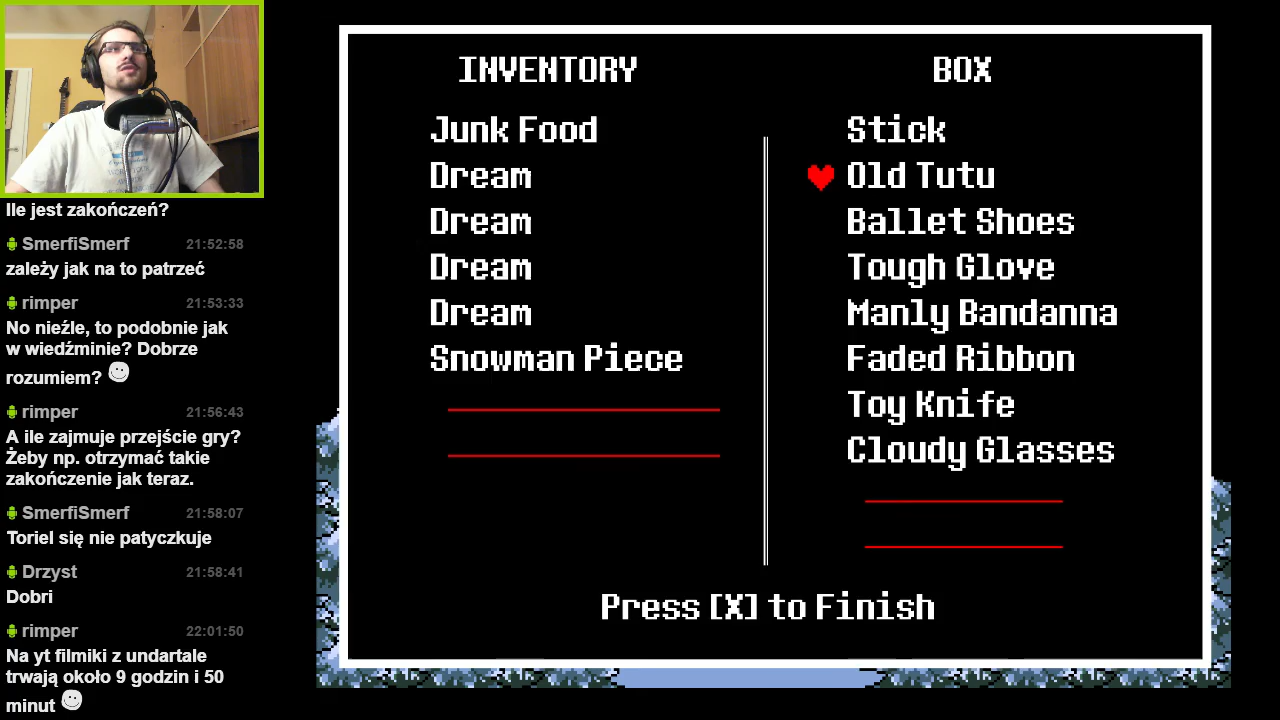 Ile jest zakończeń?
SmerfiSmerf 21:52:58
zależy jak na to patrzeć
rimper 21:53:33
No nieźle, to podobnie jak
w wiedźminie? Dobrze
rozumiem?
rimper 21:56:43
A ile zajmuje przejście gry?
Żeby np. otrzymać takie
zakończenie jak teraz.
SmerfiSmerf 21:58:07
Toriel się nie patyczkuje
Drzyst 21:58:41
Dobri
rimper 22:01:50
Na yt filmiki z undartale
trwają około 9 godzin i 50
minut
INVENTORY
Junk Food
Dream
Dream
Dream
Dream
Snowman Piece
BOX
Stick
Old Tutu
Ballet Shoes
Tough Glove
Manly Bandanna
Faded Ribbon
Toy Knife
Cloudy Glasses
Press [X] to Finish